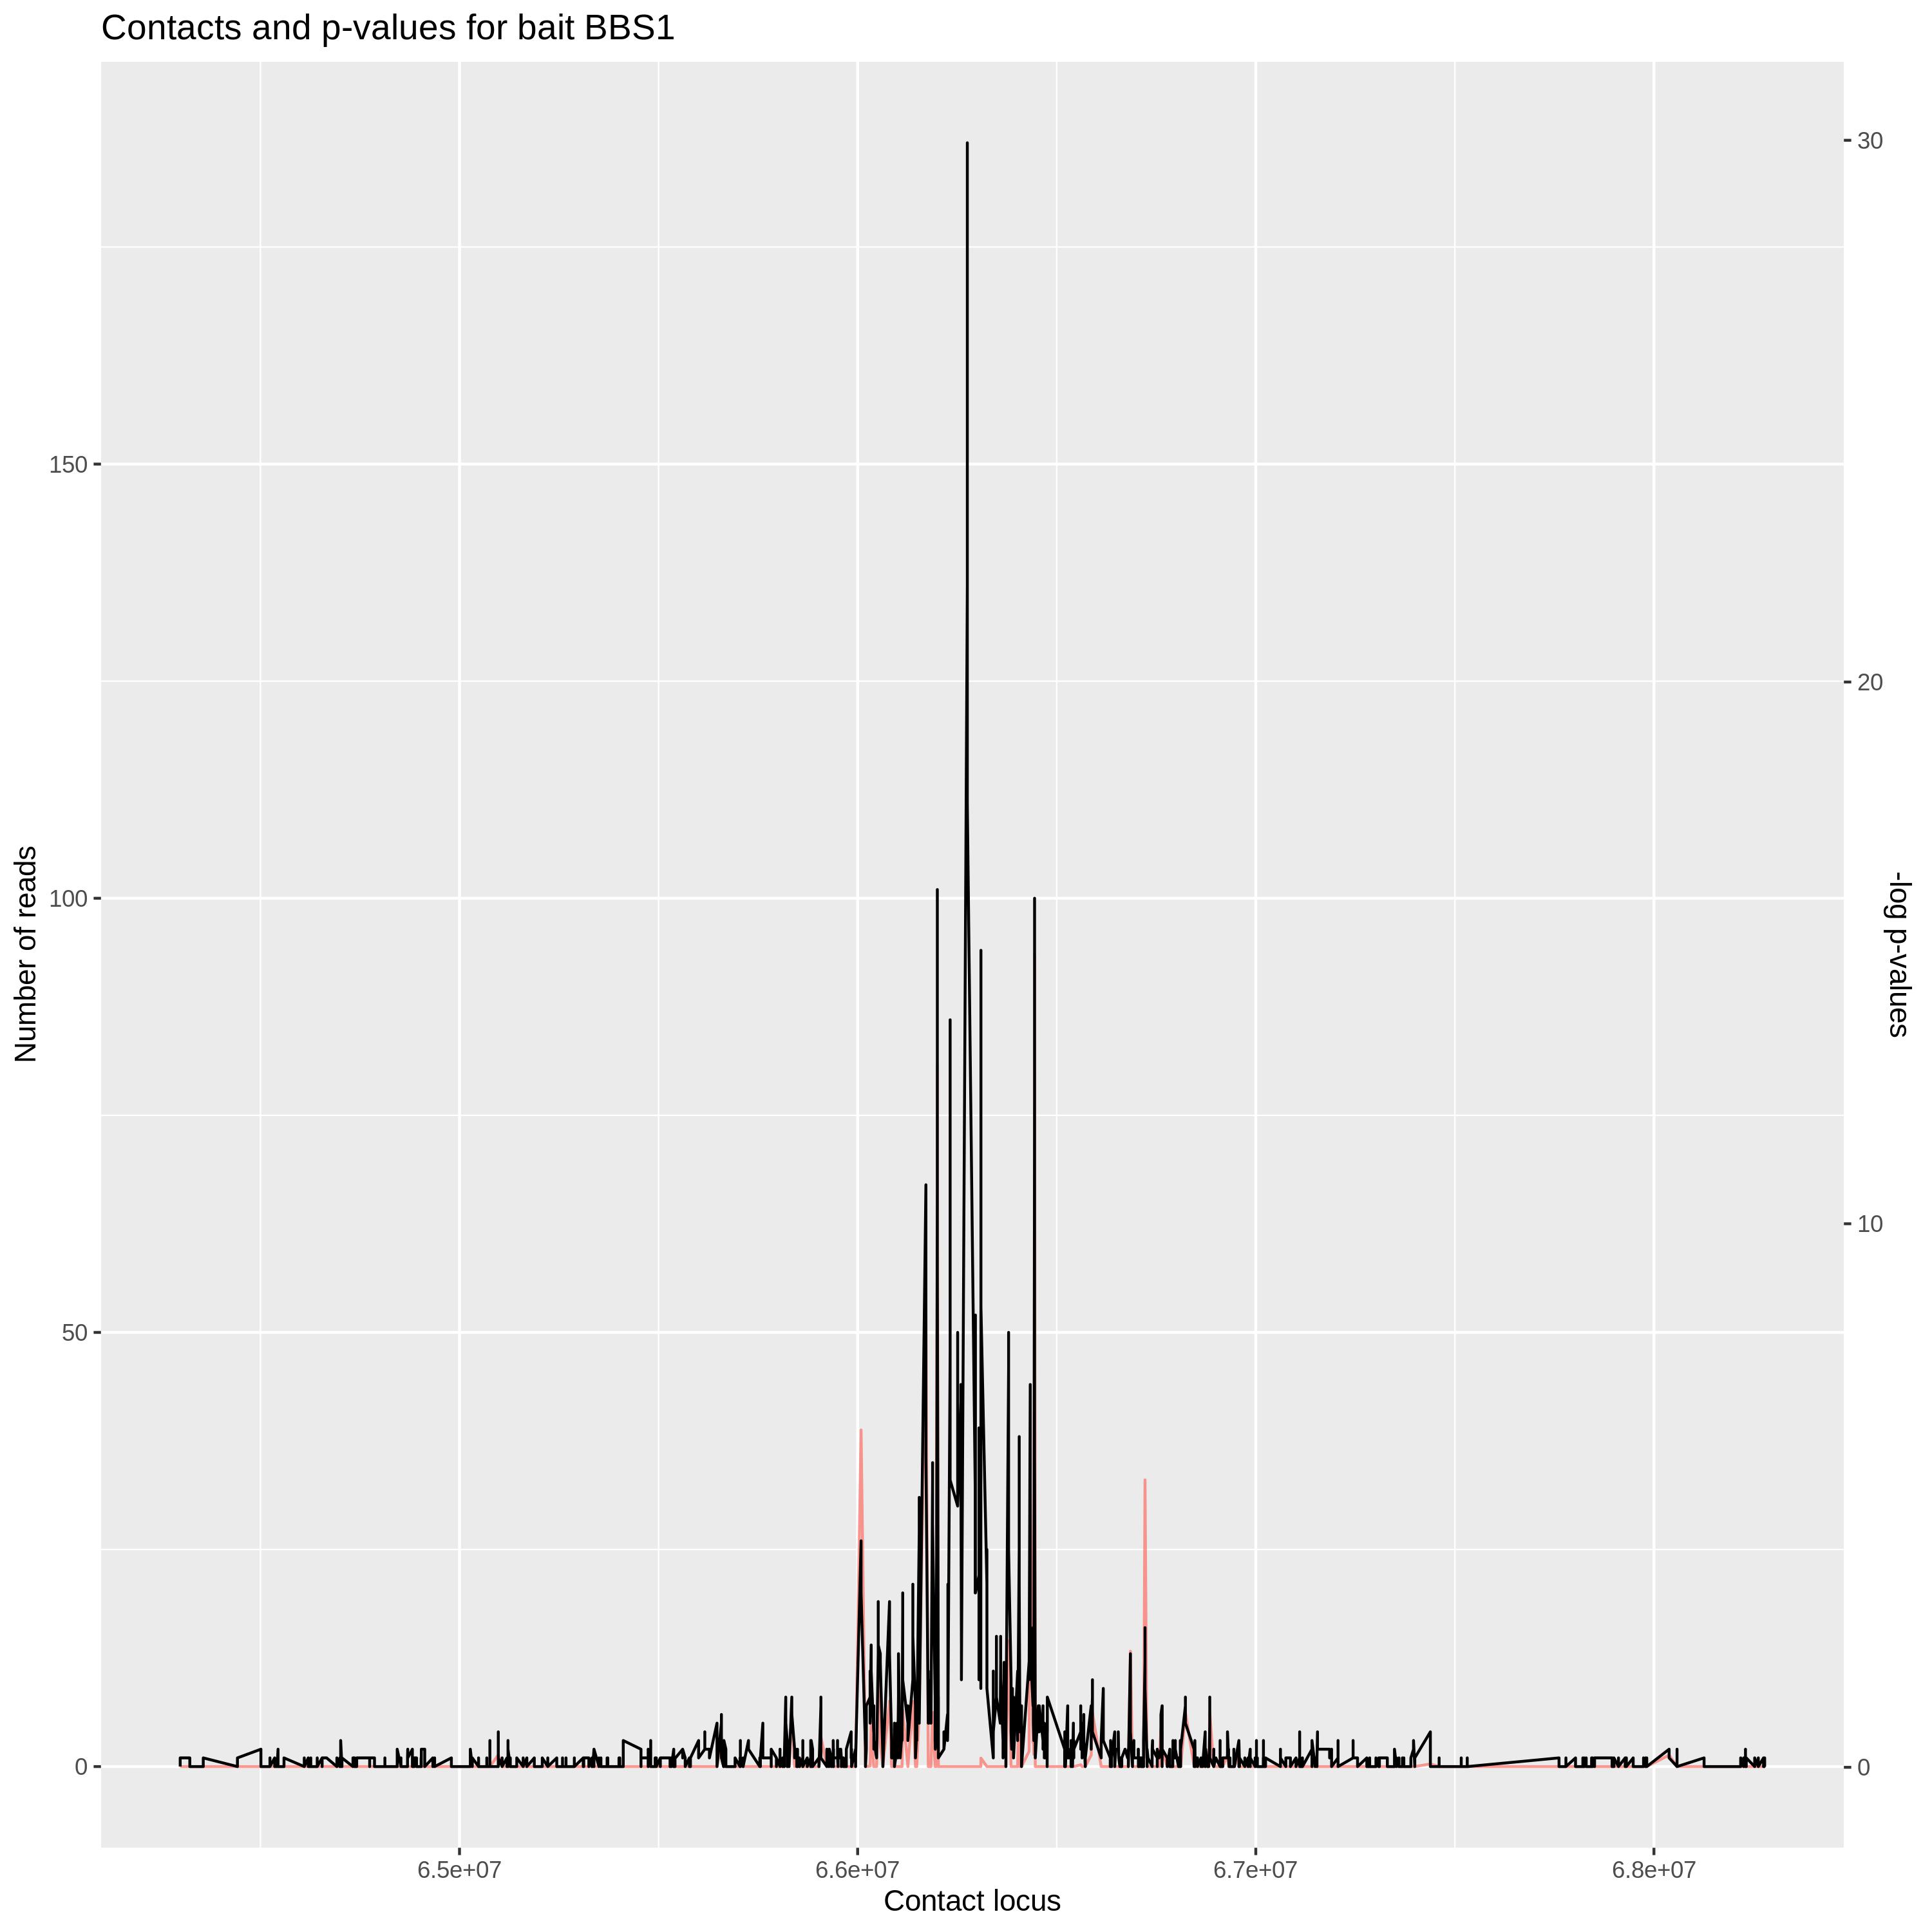 Contacts and p-values for bait BBS1
Number of reads
150
100
50
0
30
20
10
0
-log p-values
6.5e+07
6.6e+07
6.7e+07
6.8e+07
Contact locus